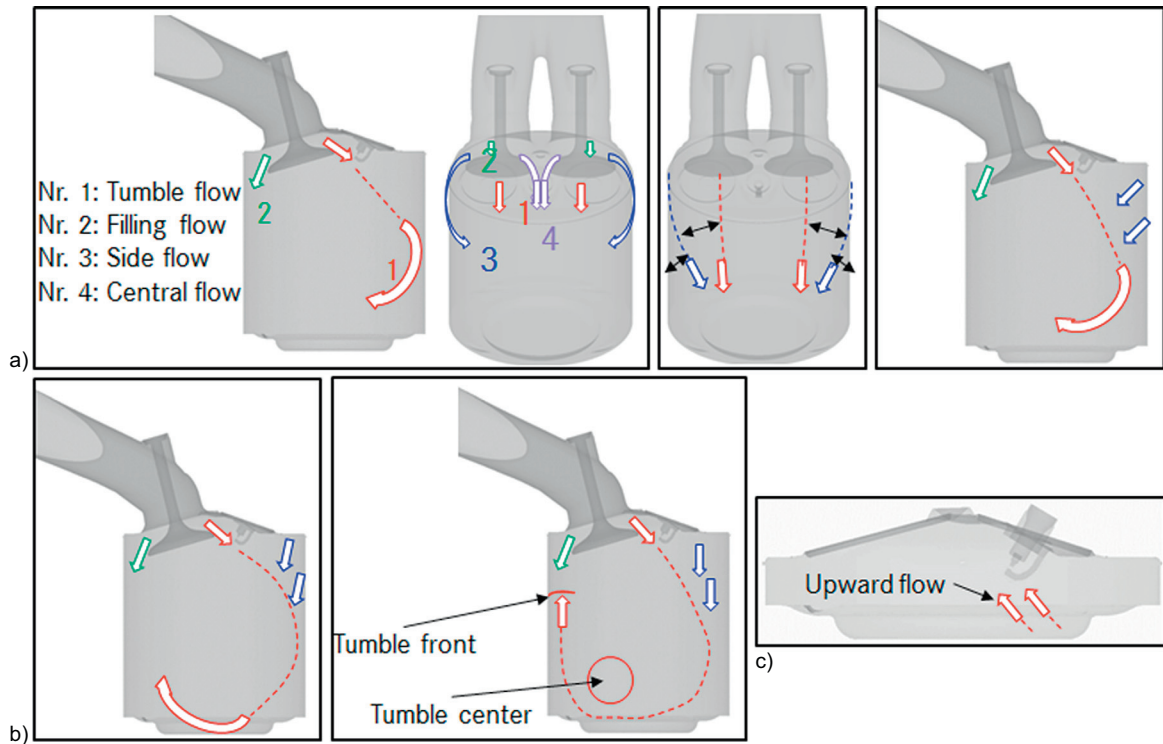 Nr. 1: Tumble flow
Nr. 2: Filling flow
Nr. 3: Side flow
Nr. 4: Central flow
2
1
2
1
3
4
a)
Tumble front
Tumble center
b)
Upward flow
c)